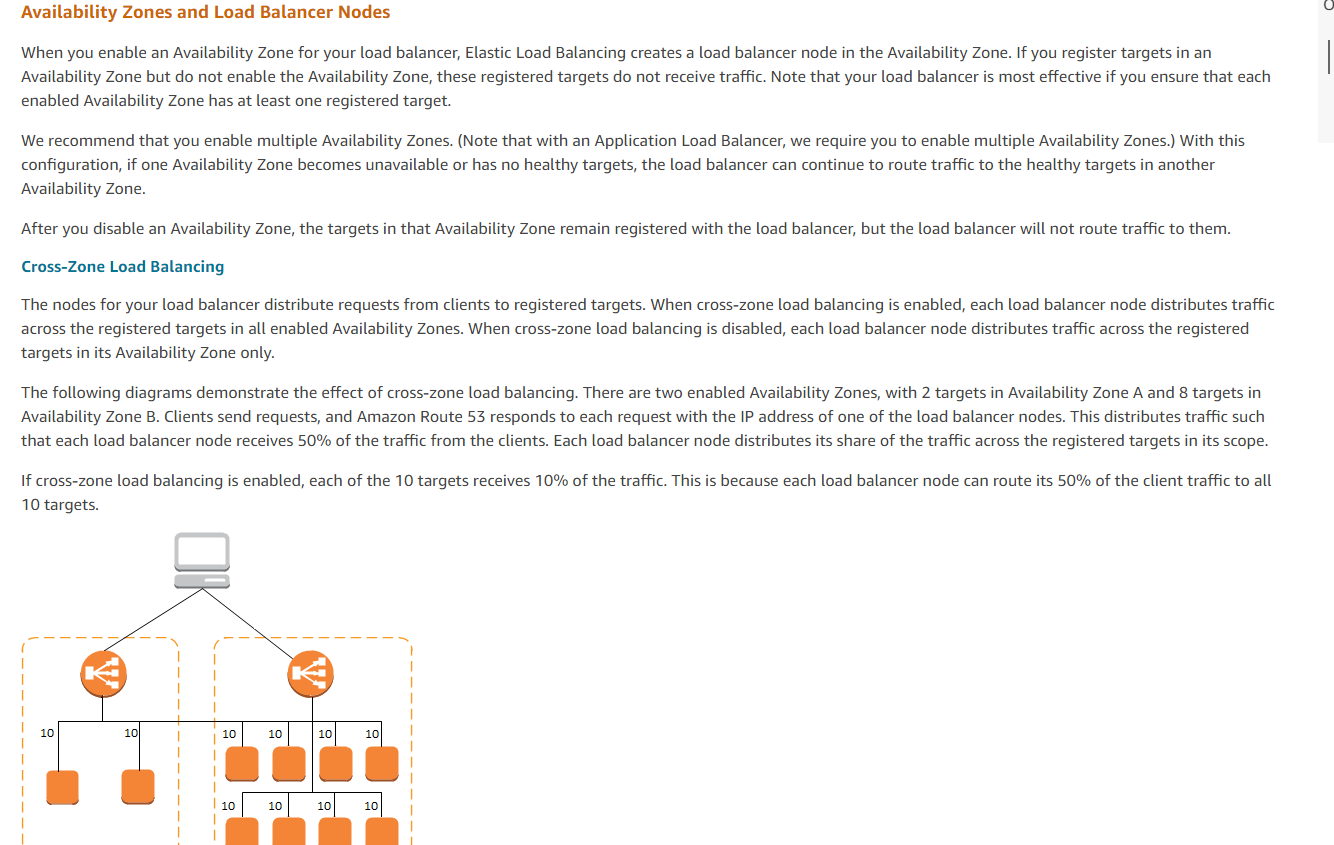 Availability Zones and Load Balancer Nodes
When you enable an Availability Zone for your load balancer, Elastic Load Balancing creates a load balancer node in the Availability Zone. If you register targets in an
Availability Zone but do not enable the Availability Zone, these registered targets do not receive traffic. Note that your load balancer is most effective if you ensure that each
enabled Availability Zone has at least one registered target.
We recommend that you enable multiple Availability Zones. (Note that with an Application Load Balancer, we require you to enable multiple Availability Zones.) With this
configuration, if one Availability Zone becomes unavailable or has no healthy targets, the load balancer can continue to route traffic to the healthy targets in another
Availability Zone.
After you disable an Availability Zone, the targets in that Availability Zone remain registered with the load balancer, but the load balancer will not route traffic to them.
Cross-Zone Load Balancing
The nodes for your load balancer distribute requests from clients to registered targets. When cross-zone load balancing is enabled, each load balancer node distributes traffic
across the registered targets in all enabled Availability Zones. When cross-zone load balancing is disabled, each load balancer node distributes traffic across the registered
targets in its Availability Zone only.
The following diagrams demonstrate the effect of cross-zone load balancing. There are two enabled Availability Zones, with 2 targets in Availability Zone A and 8 targets in
Availability Zone B. Clients send requests, and Amazon Route 53 responds to each request with the IP address of one of the load balancer nodes. This distributes traffic such
that each load balancer node receives 50% of the traffic from the clients. Each load balancer node distributes its share of the traffic across the registered targets in its scope.
If cross-zone load balancing is enabled, each of the 10 targets receives 10% of the traffic. This is because each load balancer node can route its 50% of the client traffic to all
10 targets.
10 10 10 10 10 10
10 10 10 10